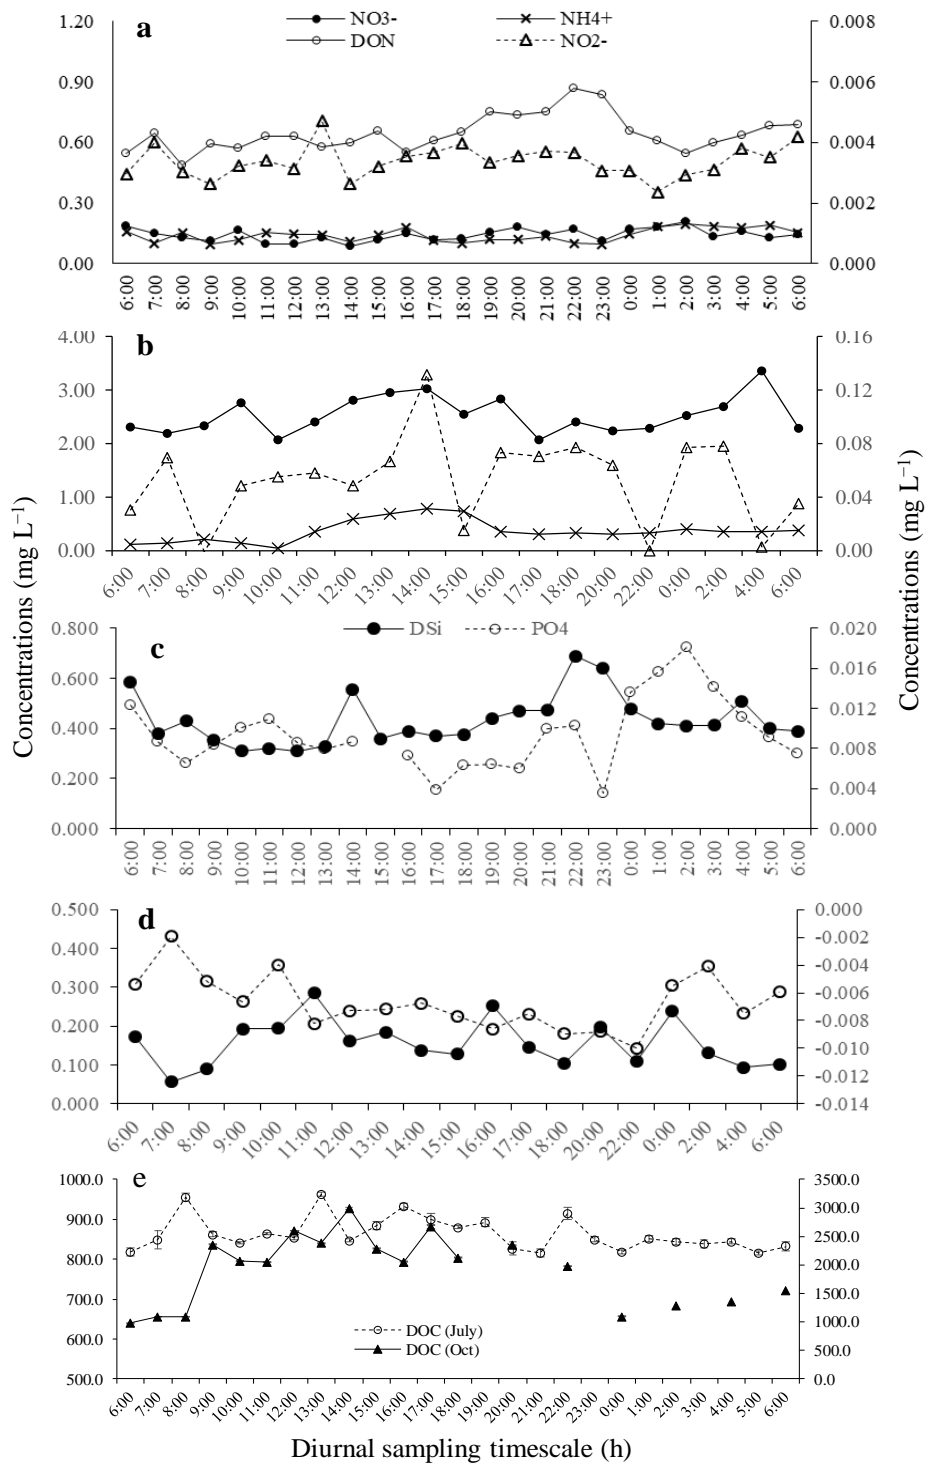 a
NO3- NH4+
DON NO2-
1.20 0.008
0.90 0.006
0.60 0.004
0.30 0.002
0.00 0.000
6:00 7:00 8:00 9:00 10:00 11:00 12:00 13:00 14:00 15:00 16:00 17:00 18:00 19:00 20:00 21:00 22:00 23:00 0:00 1:00 2:00 3:00 4:00 5:00 6:00
b
4.00 0.16
3.00 0.12
2.00 0.08
1.00 0.04
0.00 0.00
6:00 7:00 8:00 9:00 10:00 11:00 12:00 13:00 14:00 15:00 16:00 17:00 18:00 20:00 22:00 0:00 2:00 4:00 6:00
Concentrations (mg L−1)
Concentrations (mg L−1)
c
DSi PO4
0.800 0.020
0.016
0.600
0.012
0.400
0.008
0.200
0.004
0.000 0.000
6:00 7:00 8:00 9:00 10:00 11:00 12:00 13:00 14:00 15:00 16:00 17:00 18:00 19:00 20:00 21:00 22:00 23:00 0:00 1:00 2:00 3:00 4:00 5:00 6:00
d
0.500 0.000
-0.002
0.400
-0.004
0.300
-0.006
0.200
-0.008
-0.010
0.100
-0.012
0.000 -0.014
6:00 7:00 8:00 9:00 10:00 11:00 12:00 13:00 14:00 15:00 16:00 17:00 18:00 20:00 22:00 0:00 2:00 4:00 6:00
e
1000.0 3500.0
3000.0
900.0
2500.0
800.0
2000.0
700.0
1500.0
600.0
1000.0
500.0
500.0 0.0
DOC (July)
DOC (Oct)
6:00 7:00 8:00 9:00 10:00 11:00 12:00 13:00 14:00 15:00 16:00 17:00 18:00 19:00 20:00 21:00 22:00 23:00 0:00 1:00 2:00 3:00 4:00 5:00 6:00
Diurnal sampling timescale (h)